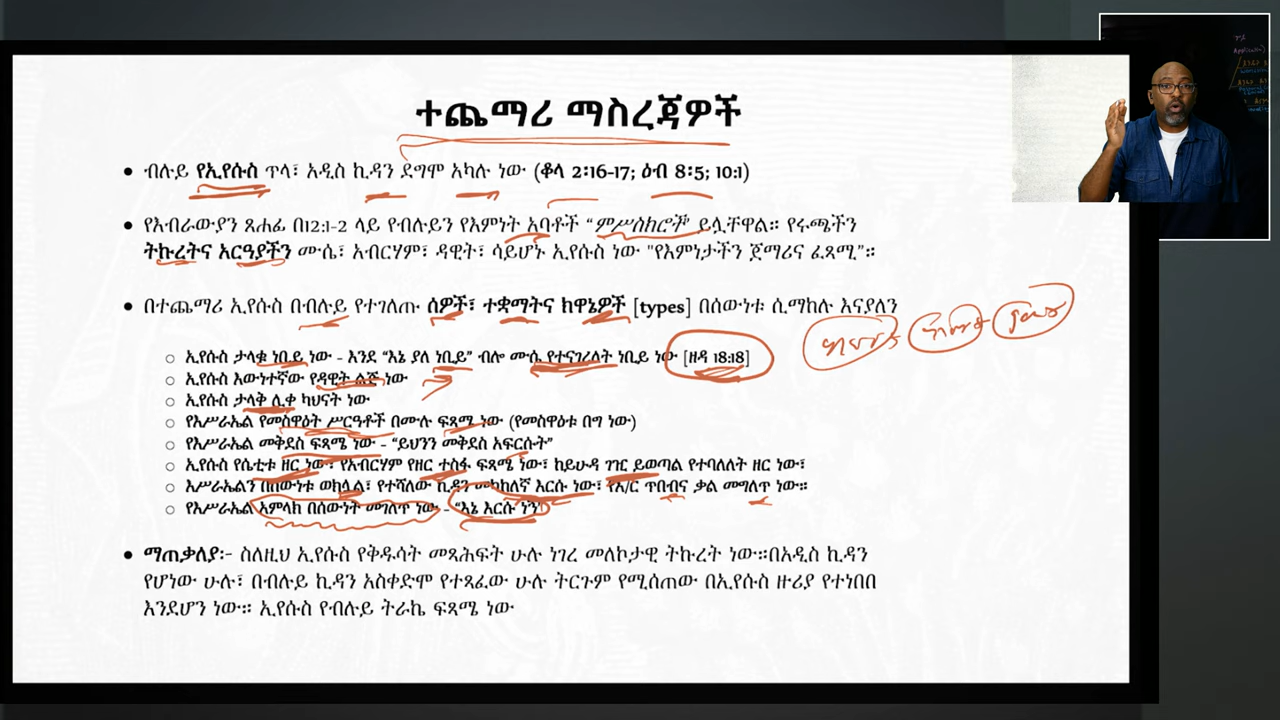 ተጨማሪ ማስረጃዎች
• ብሉይ የኢየሱስ ጥላ፣ አዲስ ኪዳን ደግሞ አካሉ ነው (ቆላ 2፡16-17; ዕብ 8፡5; 10:1)
• የእብራውያን ጸሐፊ በ12:1-2 ላይ የብሉይን የእምነት አባቶች “ምሥክሮች” ይሏቸዋል። የሩጫችን
ትኩረትና አርዓያችን ሙሴ፣ አብርሃም፣ ዳዊት፣ ሳይሆኑ ኢየሱስ ነው "የእምነታችን ጀማሪና ፈጻሚ”።
• በተጨማሪ ኢየሱስ በብሉይ የተገለጡ ሰዎች፣ ተቋማትና ክዋኔዎች [types] በሰውነቱ ሲማከሉ እናያለን
○ ኢየሱስ ታላቁ ነቢይ ነው - እንደ “እኔ ያለ ነቢይ” ብሎ ሙሴ የተናገረለት ነቢይ ነው [ዘዳ 18:18]
○ ኢየሱስ እውነተኛው የዳዊት ልጅ ነው
○ ኢየሱስ ታላቅ ሊቀ ካህናት ነው
○ የእሥራኤል የመስዋዕት ሥርዓቶች በሙሉ ፍጻሜ ነው (የመስዋዕቱ በግ ነው)
○ የእሥራኤል መቅደስ ፍጻሜ ነው - “ይህንን መቅደስ አፍርሱት”
○ ኢየሱስ የሴቲቱ ዘር ነው፣ የአብርሃም የዘር ተስፋ ፍጻሜ ነው፣ ከይሁዳ ገዢ ይወጣል የተባለለት ዘር ነው፣
○ እሥራኤልን በሰውነቱ ወክሏል፣ የተሻለው ኪዳን መካከለኛ እርሱ ነው፣ የእ/ር ጥበብና ቃል መገለጥ ነው።
○ የእሥራኤል አምላክ በሰውነት መገለጥ ነው - “እኔ እርሱ ነኝ”
• ማጠቃለያ፡- ስለዚህ ኢየሱስ የቅዱሳት መጻሕፍት ሁሉ ነገረ መለኮታዊ ትኩረት ነው።በአዲስ ኪዳን
የሆነው ሁሉ፣ በብሉይ ኪዳን አስቀድሞ የተጻፈው ሁሉ ትርጉም የሚሰጠው በኢየሱስ ዙሪያ የተነበበ
እንደሆን ነው። ኢየሱስ የብሉይ ትራኬ ፍጻሜ ነው